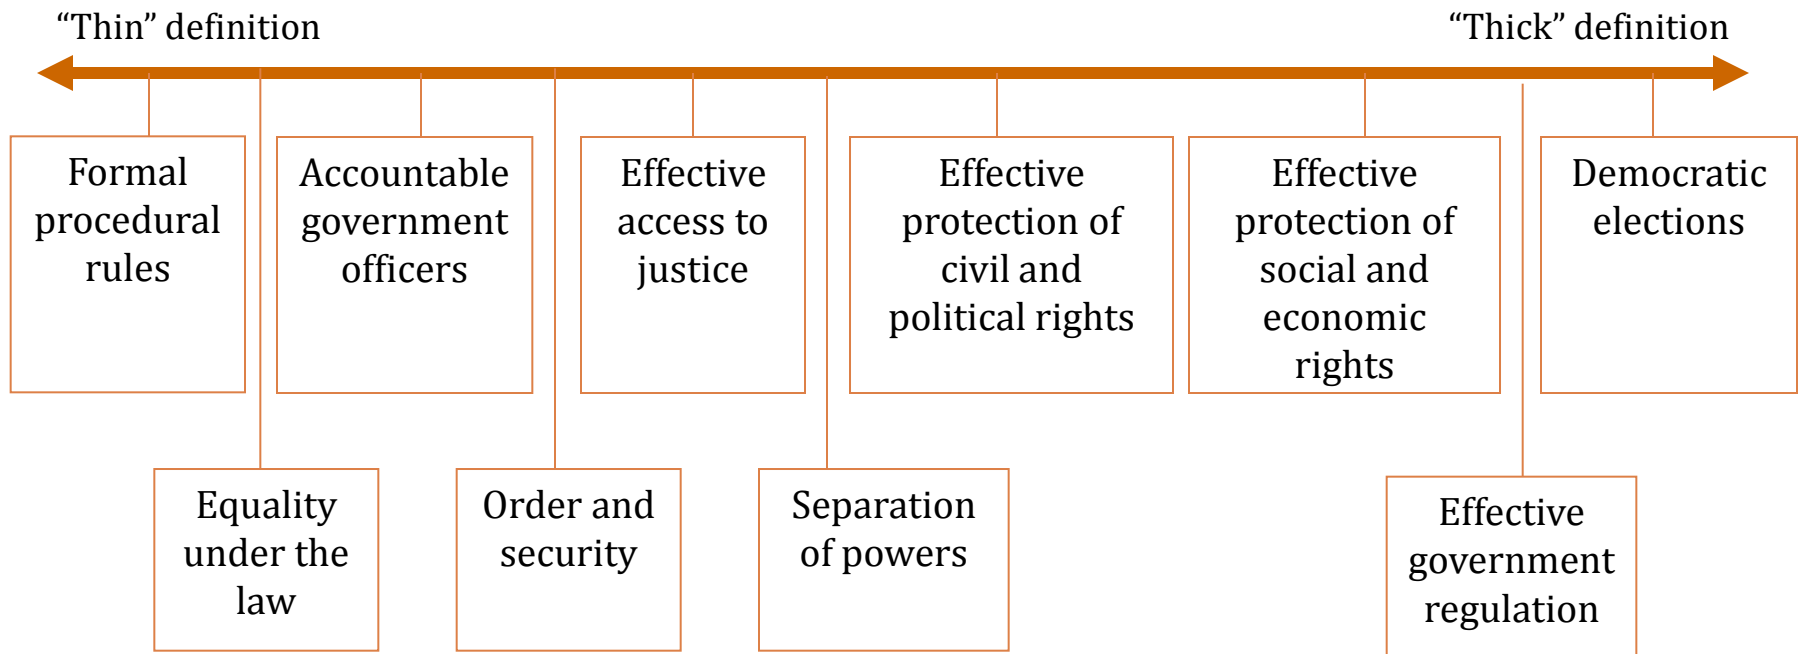 “Thin” definition
“Thick” definition
Formal
procedural
rules
Accountable
government
officers
Effective
access to
justice
Effective
protection of
civil and
political rights
Effective
protection of
social and
economic
rights
Democratic
elections
Equality
under the
law
Order and
security
Separation
of powers
Effective
government
regulation